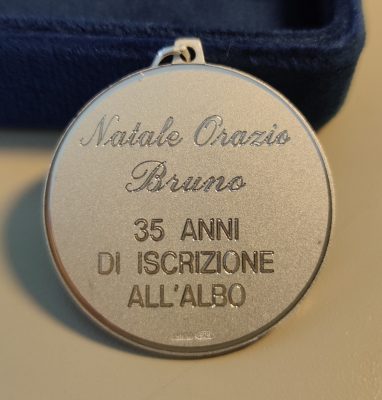 Natale Orazio
Bruno
35 ANNI
DI ISCRIZIONE
ALL'ALBO